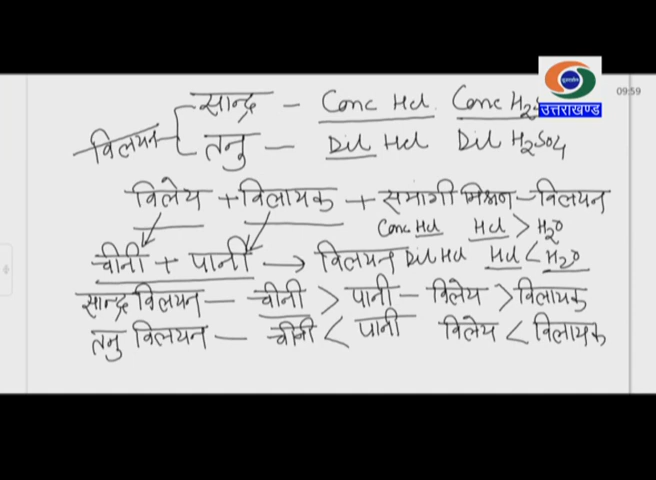 उत्तराखण्ड
09:59
विलयन { सान्द्र – Conc Hcl. Conc H2S
तनु – Dil Hcl Dil H2SO4
विलेय + विलायक + समांगी मिश्रण – विलयन
Conc Hcl Hcl > H2O
चीनी + पानी → विलयन Dil Hcl Hcl < H2O
सान्द्र विलयन – चीनी > पानी – विलेय > विलायक
तनु विलयन – चीनी < पानी विलेय < विलायक